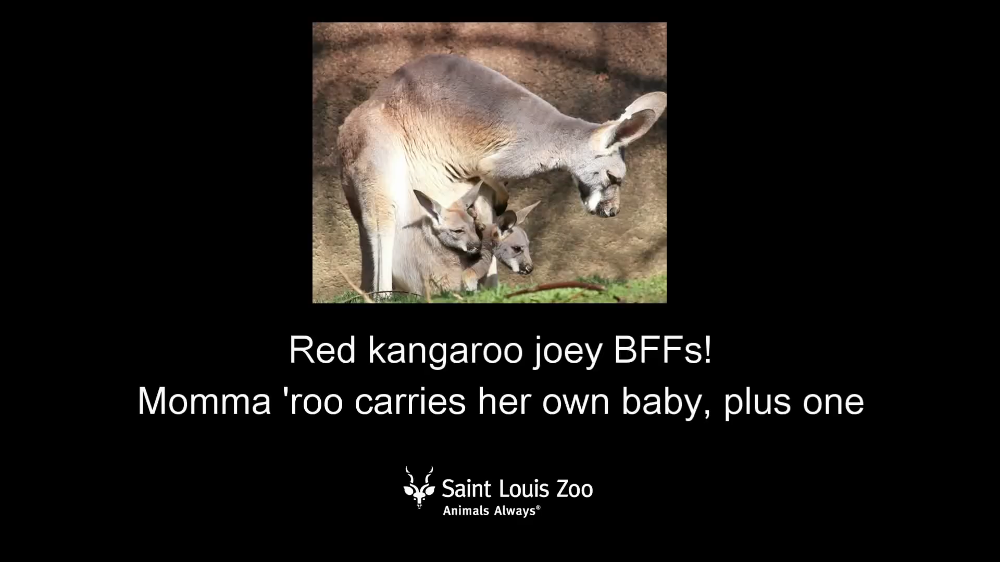 Red kangaroo joey BFFs!
Momma 'roo carries her own baby, plus one
Saint Louis Zoo
Animals Always®